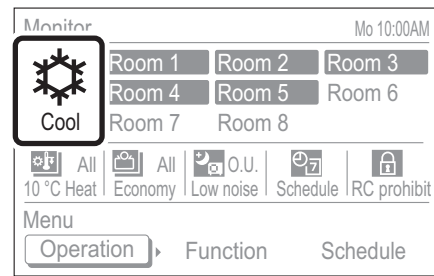 Monitor Mo 10:00AM
Cool
Room 1 Room 2 Room 3
Room 4 Room 5 Room 6
Room 7 Room 8
All All O.U. 7
10 °C Heat Economy Low noise Schedule RC prohibit
Menu
Operation Function Schedule